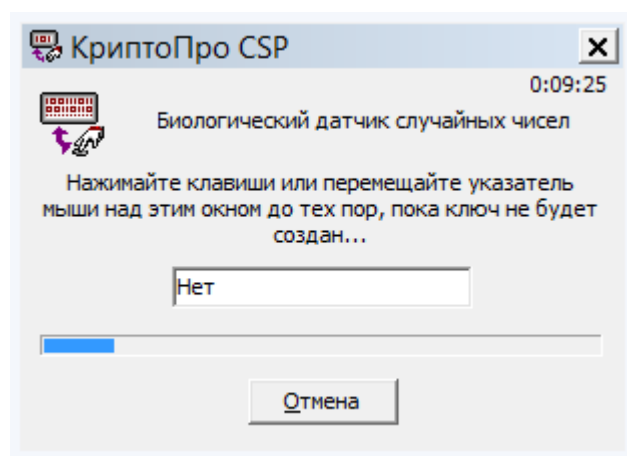 КриптоПро CSP
0:09:25
Биологический датчик случайных чисел
Нажимайте клавиши или перемещайте указатель
мыши над этим окном до тех пор, пока ключ не будет
создан...
Нет
Отмена